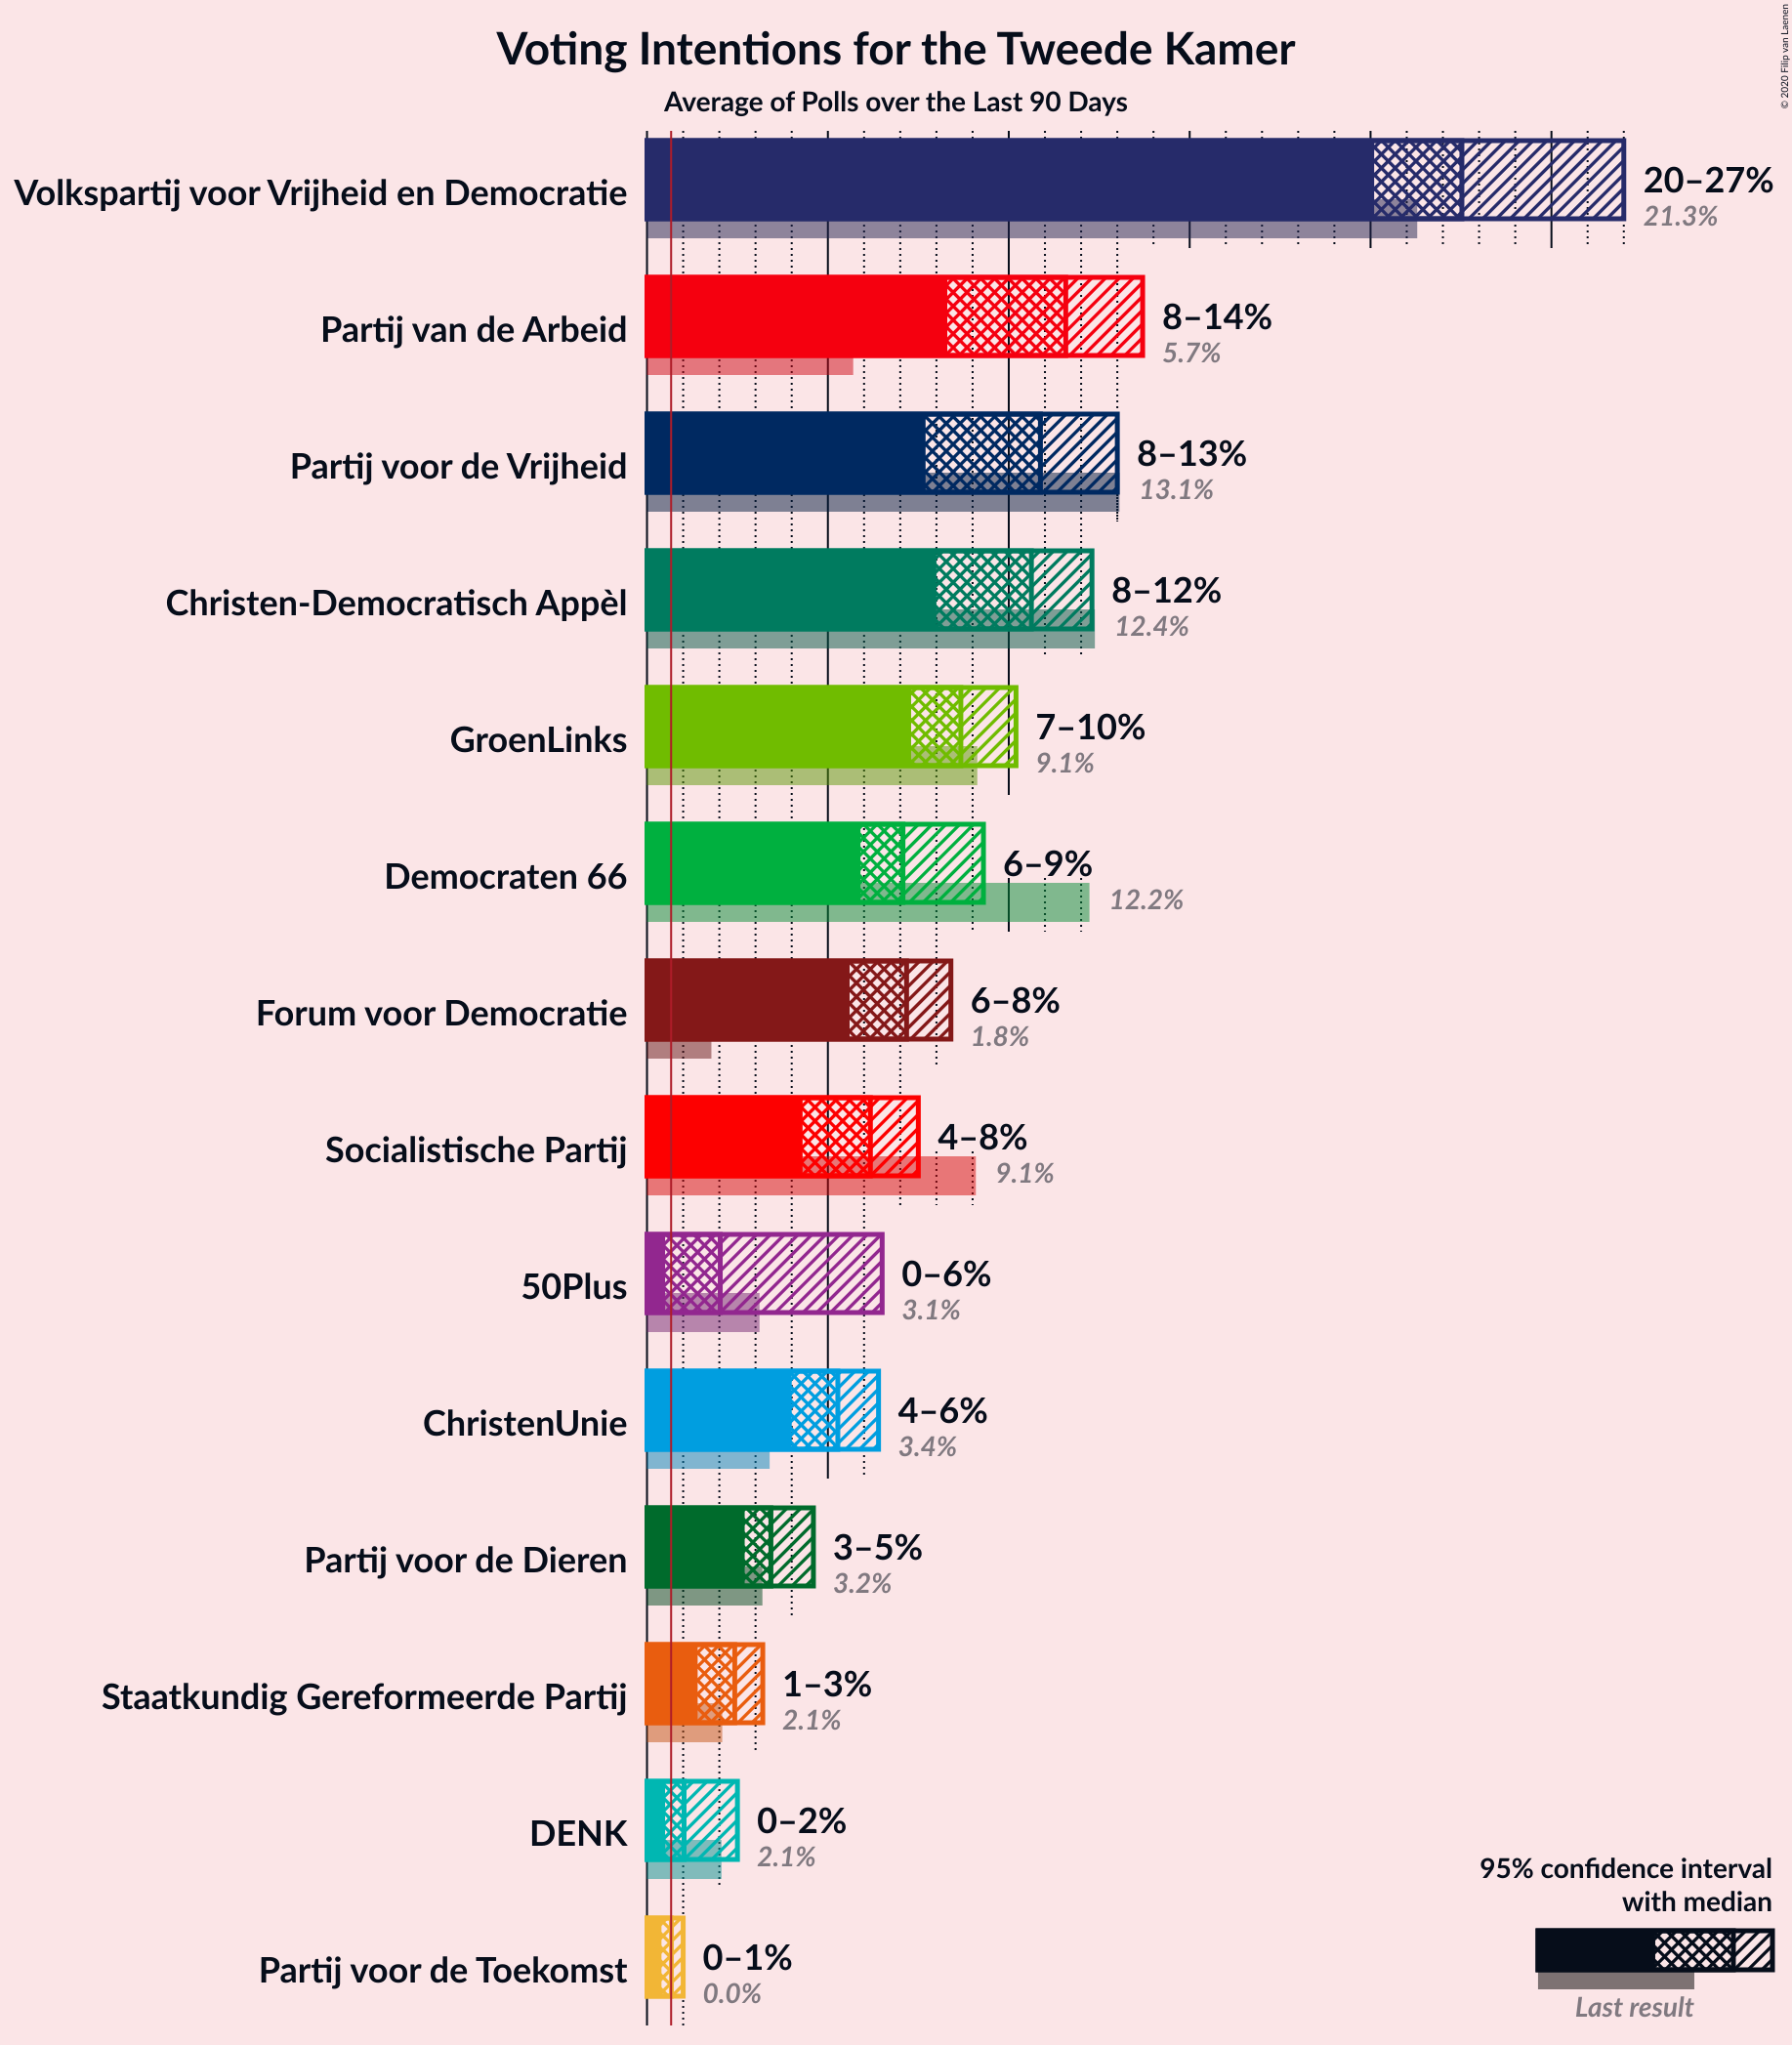 Voting Intentions for the Tweede Kamer
Average of Polls over the Last 90 Days
© 2020 Filip van Laenen
Volkspartij voor Vrijheid en Democratie
20–27%
21.3%
Partij van de Arbeid
8–14%
5.7%
Partij voor de Vrijheid
8–13%
13.1%
Christen-Democratisch Appèl
8–12%
12.4%
GroenLinks
7–10%
9.1%
Democraten 66
6–9%
12.2%
Forum voor Democratie
6–8%
1.8%
Socialistische Partij
4–8%
9.1%
50Plus
0–6%
3.1%
ChristenUnie
4–6%
3.4%
Partij voor de Dieren
3–5%
3.2%
Staatkundig Gereformeerde Partij
1–3%
2.1%
DENK
0–2%
2.1%
Partij voor de Toekomst
0–1%
0.0%
95% confidence interval
with median
Last result